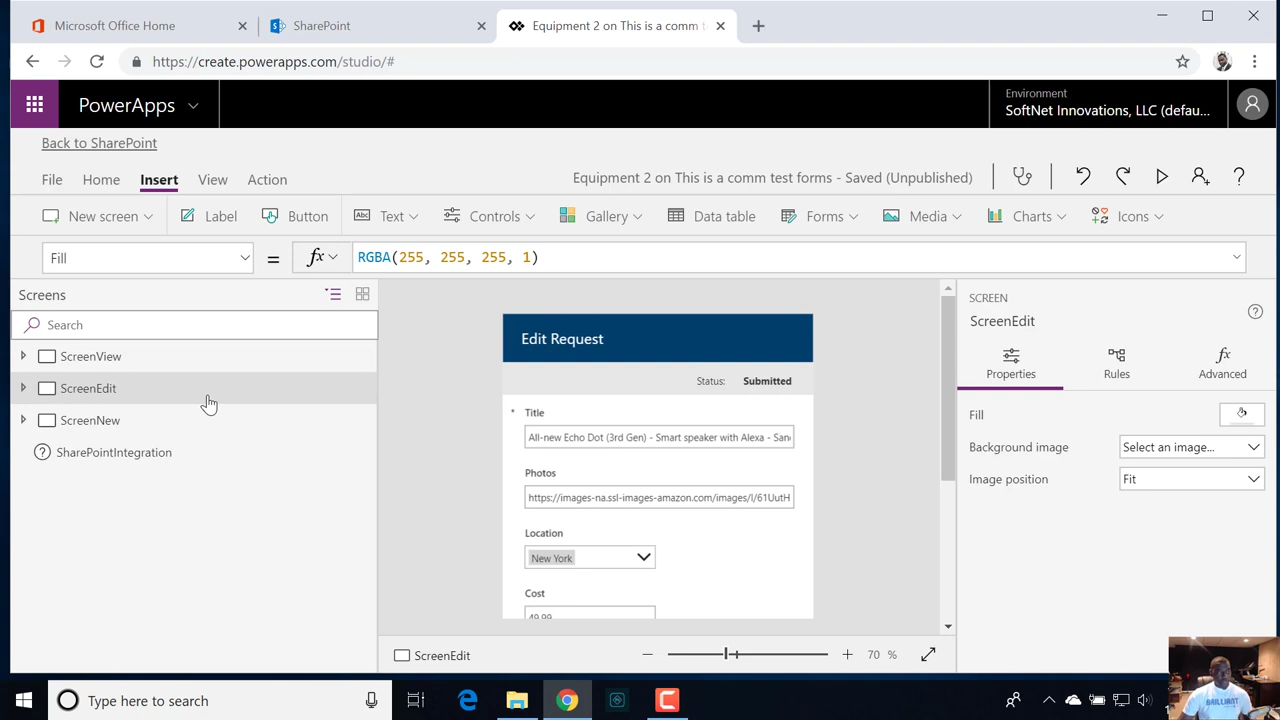 Microsoft Office Home
SharePoint
Equipment 2 on This is a comm t
https://create.powerapps.com/studio/#
PowerApps
Environment
SoftNet Innovations, LLC (defau...
Back to SharePoint
File Home Insert View Action
Equipment 2 on This is a comm test forms - Saved (Unpublished)
New screen Label Button Text Controls Gallery Data table Forms Media Charts Icons
Fill = fx RGBA(255, 255, 255, 1)
Screens
Search
ScreenView
ScreenEdit
ScreenNew
SharePointIntegration
Edit Request
Status: Submitted
* Title
All-new Echo Dot (3rd Gen) - Smart speaker with Alexa - San
Photos
https://images-na.ssl-images-amazon.com/images/I/61UutH
Location
New York
Cost
49.99
ScreenEdit
70 %
SCREEN
ScreenEdit
Properties Rules Advanced
Fill
Background image Select an image...
Image position Fit
Type here to search